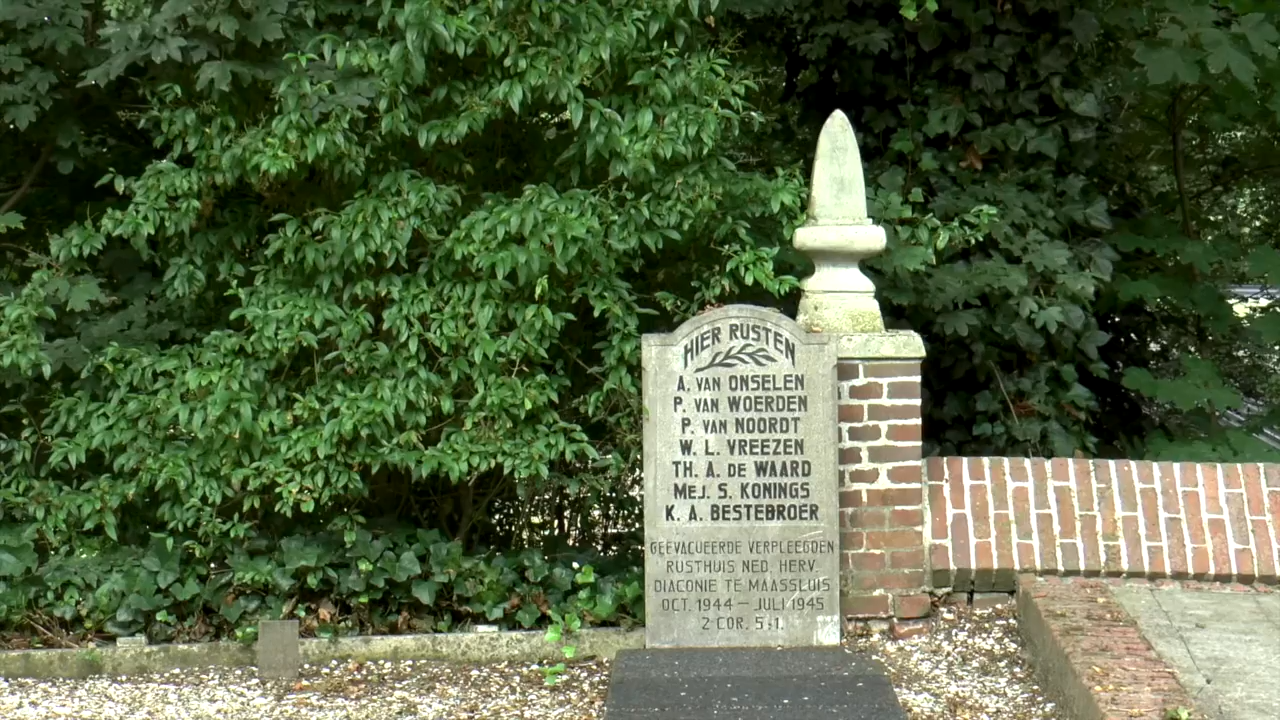 HIER RUSTEN
A. VAN ONSELEN
P. VAN WOERDEN
P. VAN NOORDT
W. L. VREEZEN
TH. A. DE WAARD
MEJ. S. KONINGS
K. A. BESTEBROER
GEEVACUEERDE VERPLEEGDEN
RUSTHUIS NED. HERV.
DIACONIE TE MAASSLUIS
OCT. 1944 – JULI 1945
2 COR. 5:1.